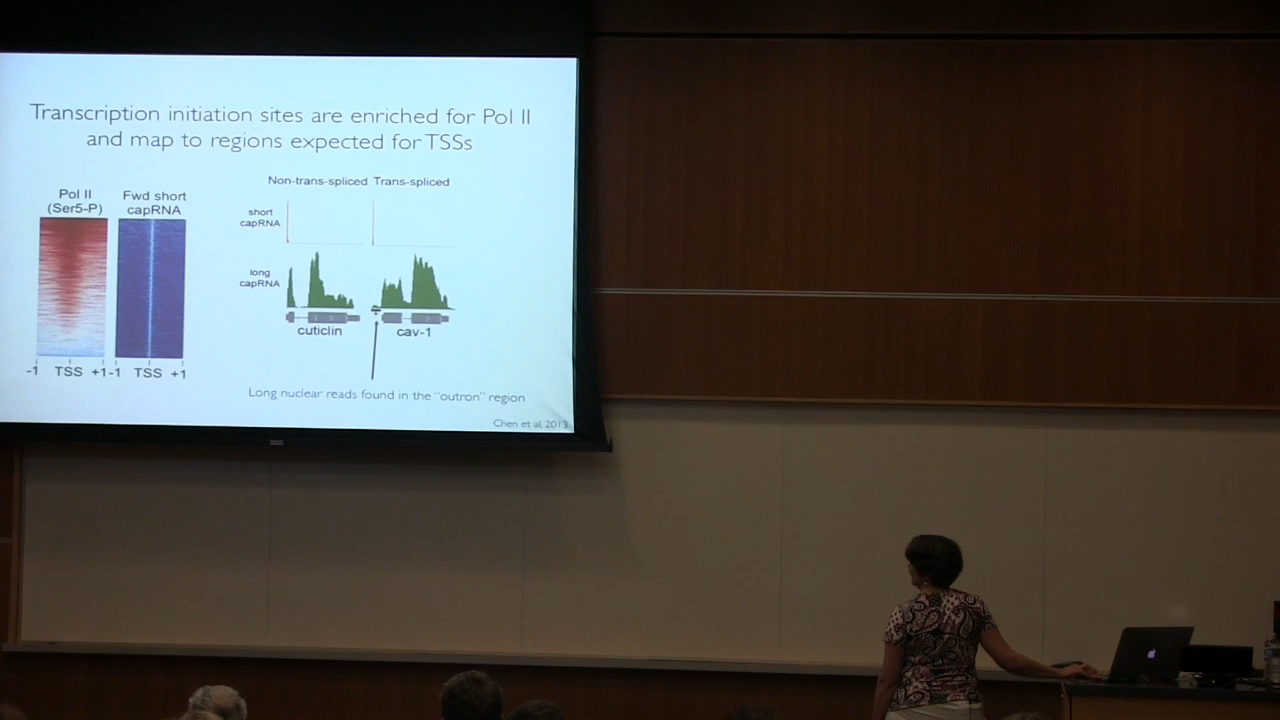 Transcription initiation sites are enriched for Pol II
and map to regions expected for TSSs
Pol II
(Ser5-P)
Fwd short
capRNA
-1 TSS +1
-1 TSS +1
Non-trans-spliced Trans-spliced
short
capRNA
long
capRNA
cuticlin
cav-1
Long nuclear reads found in the "outron" region
Chen et al. 2013